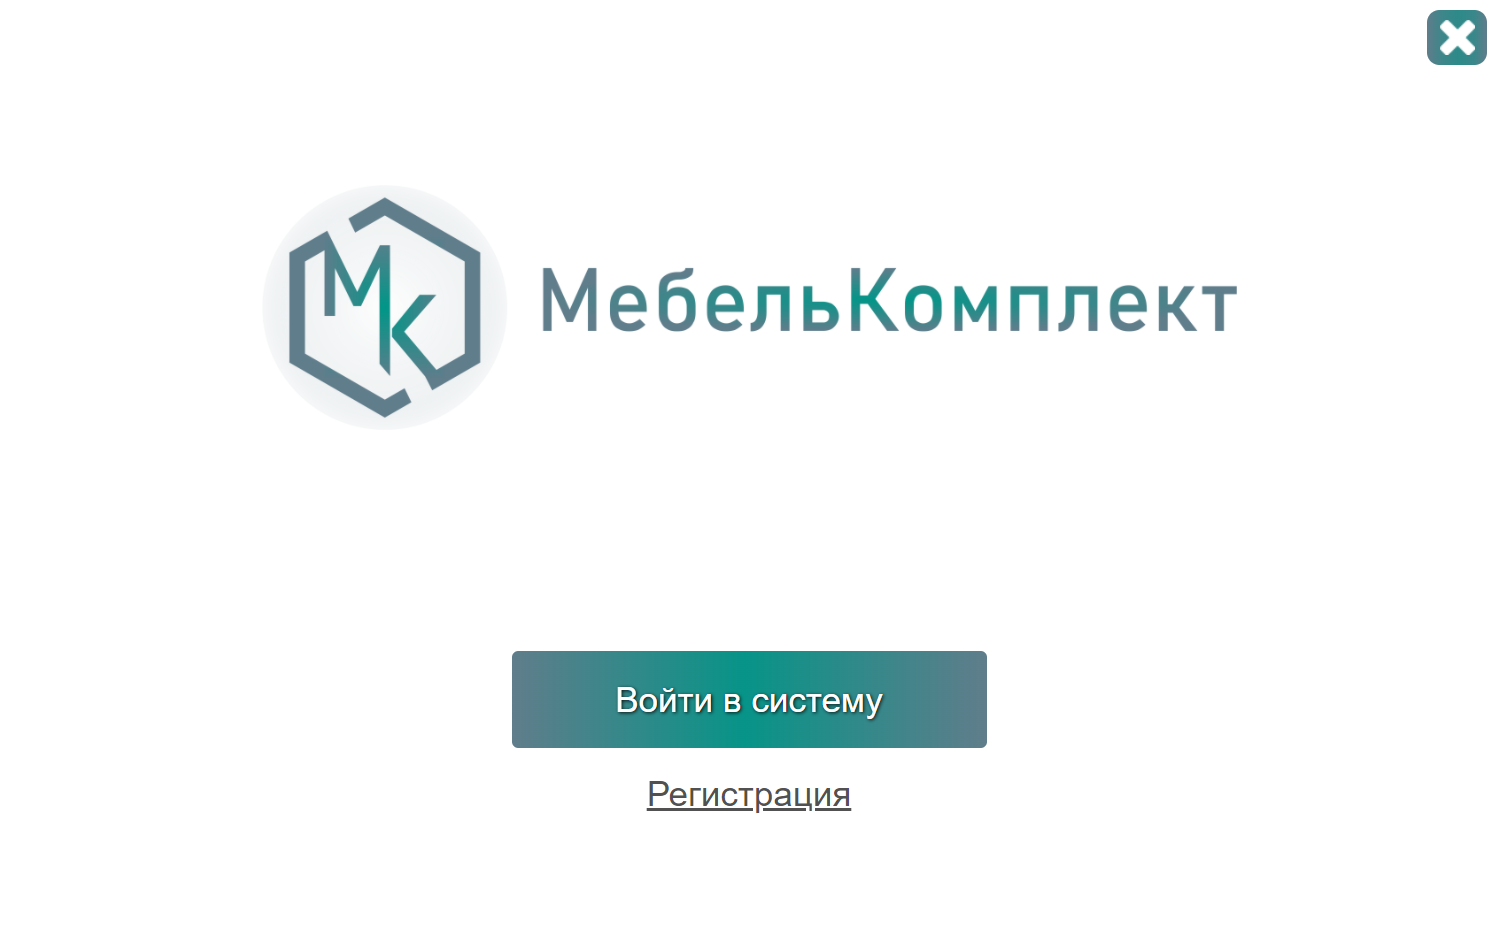 МК
МебельКомплект
Войти в систему
Регистрация